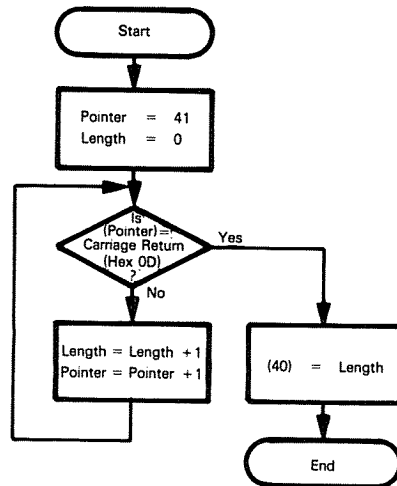 Start
Pointer = 41
Length = 0
Is
(Pointer)=
Carriage Return
(Hex 0D)
?
Yes
No
Length = Length +1
Pointer = Pointer +1
(40) = Length
End